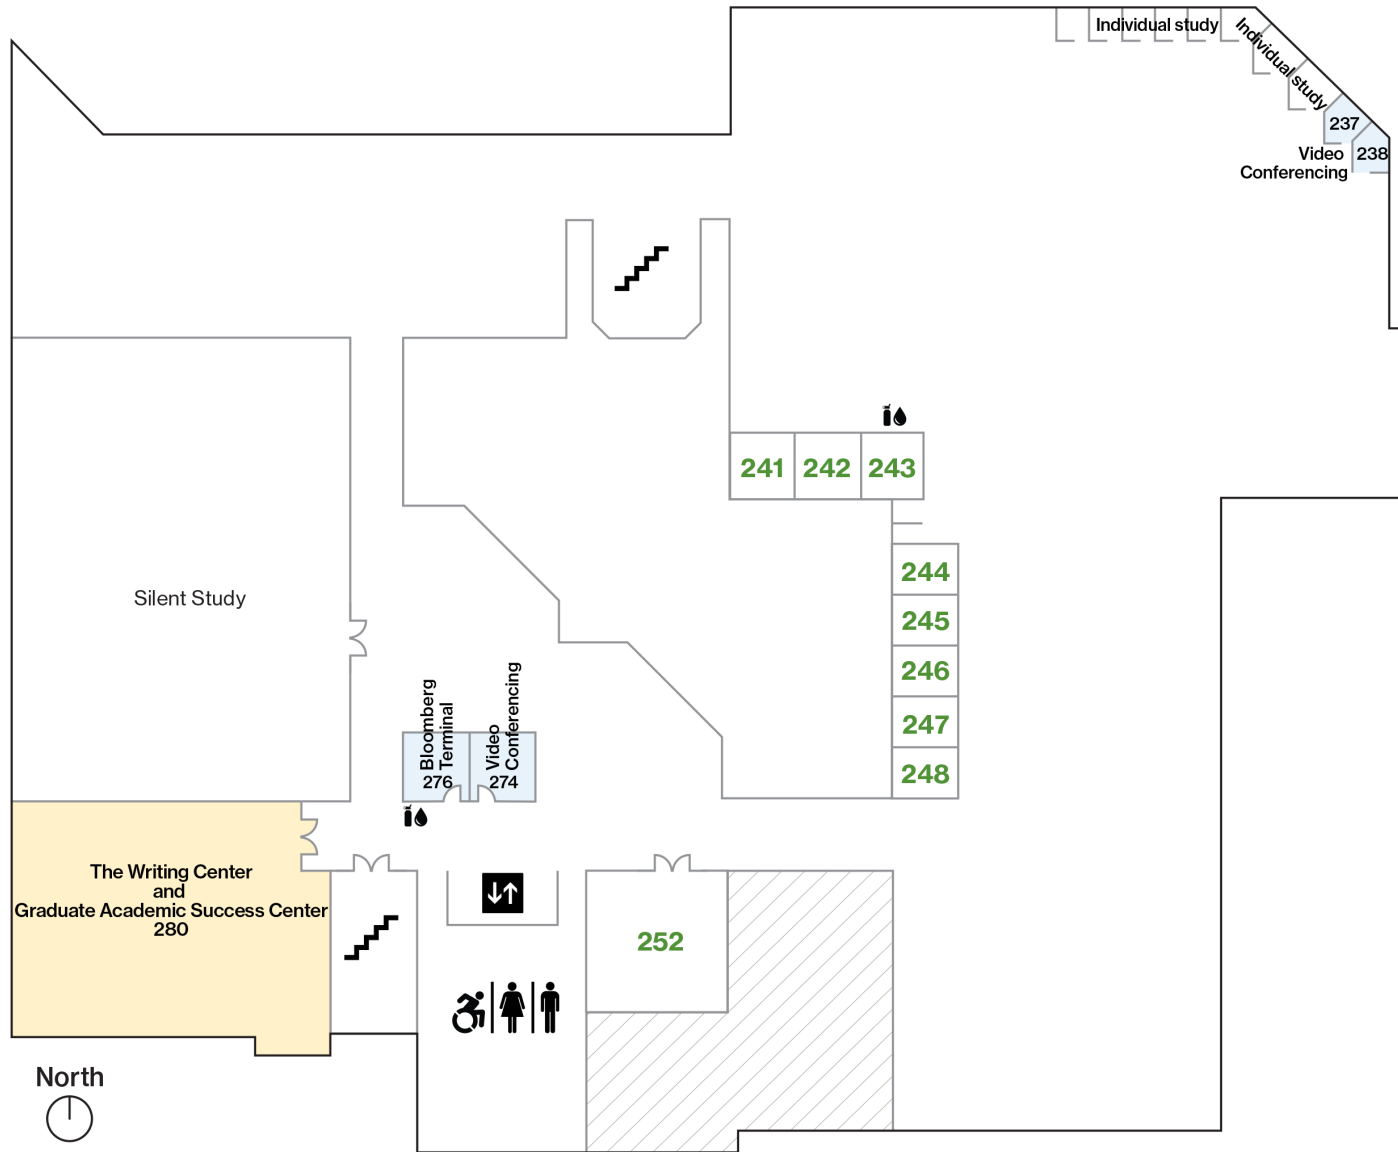 Individual study
Individual study
237
238
Video
Conferencing
241
242
243
244
245
246
247
248
Silent Study
Bloomberg
Terminal
276
Video
Conferencing
274
The Writing Center
and
Graduate Academic Success Center
280
252
North